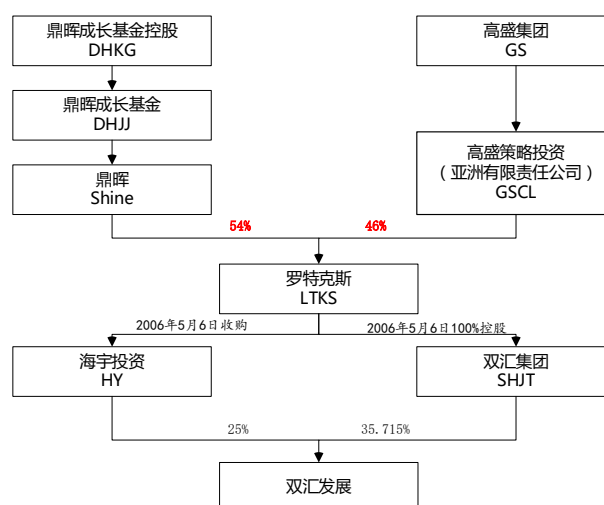 鼎晖成长基金控股
DHKG
高盛集团
GS
鼎晖成长基金
DHJJ
高盛策略投资
（亚洲有限责任公司）
GSCL
鼎晖
Shine
54%
46%
罗特克斯
LTKS
2006年5月6日收购
2006年5月6日100%控股
海宇投资
HY
双汇集团
SHJT
25%
35.715%
双汇发展